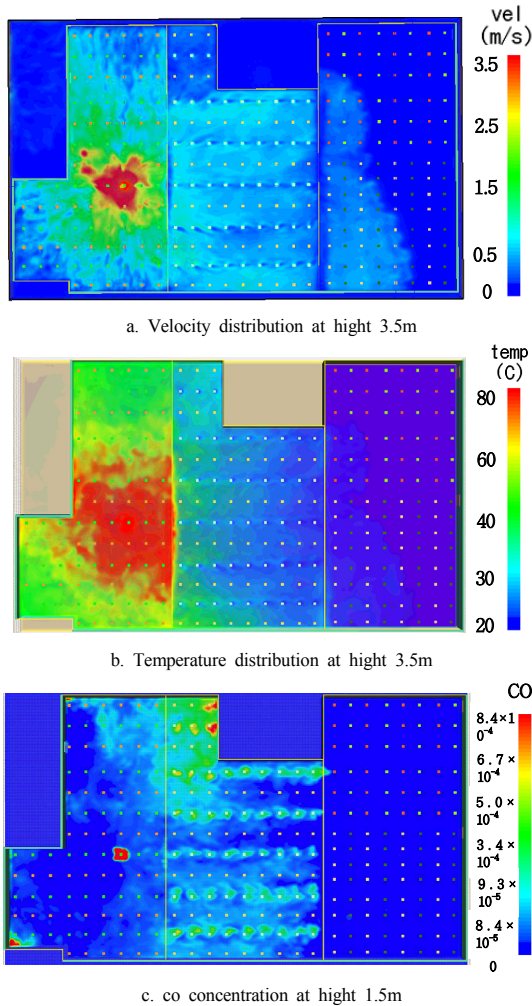 vel
(m/s)
3.5
2.5
1.5
0.5
0
a. Velocity distribution at hight 3.5m
temp
(C)
80
60
40
30
20
b. Temperature distribution at hight 3.5m
CO
8.4×1
0⁻⁴
6.7×
10⁻⁴
5.0×
10⁻⁴
3.4×
10⁻⁴
9.3×
10⁻⁵
8.4×
10⁻⁵
0
c. co concentration at hight 1.5m